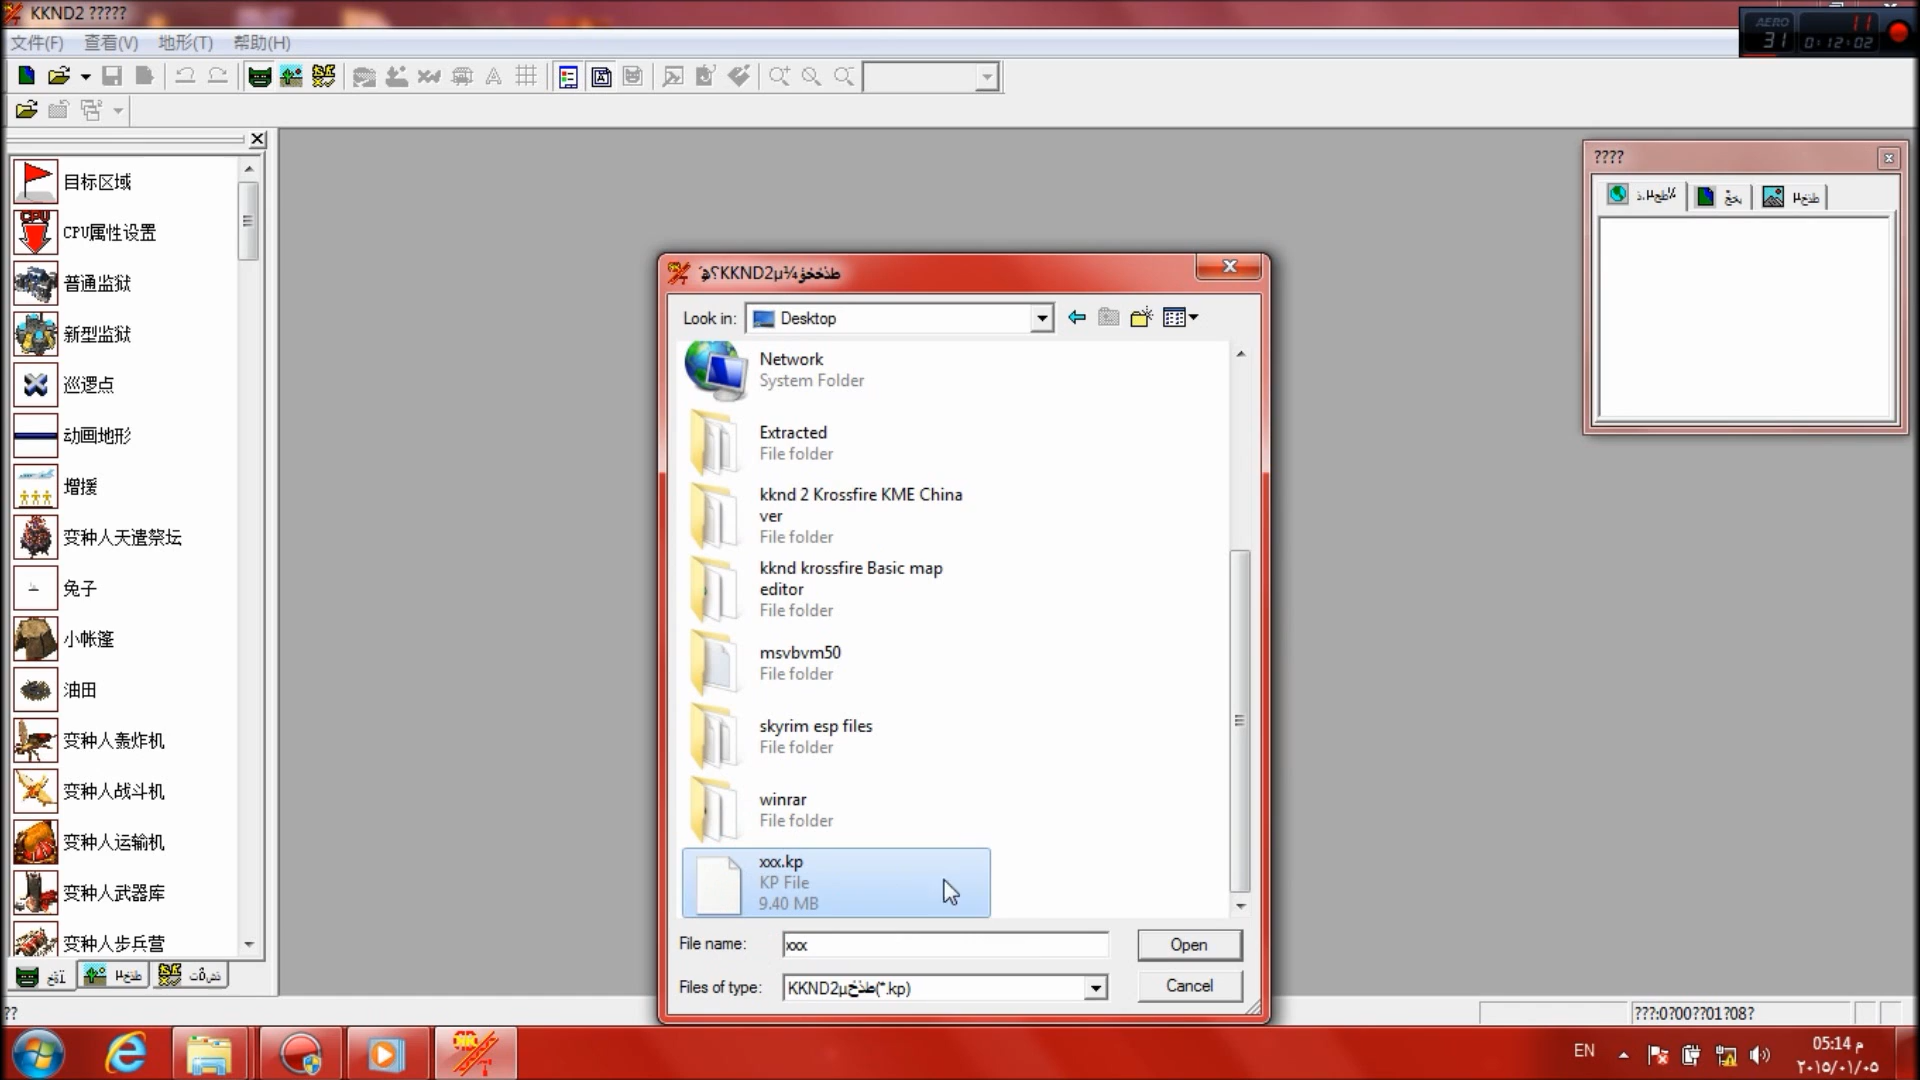 KKND2 ?????
AERO
31
11
0:12:02
文件(F) 查看(V) 地形(T) 帮助(H)
目标区域
CPU
CPU属性设置
普通监狱
新型监狱
巡逻点
动画地形
增援
变种人天遣祭坛
兔子
小帐篷
油田
变种人轰炸机
变种人战斗机
变种人运输机
变种人武器库
变种人步兵营
????
Look in: Desktop
Network
System Folder
Extracted
File folder
kknd 2 Krossfire KME China
ver
File folder
kknd krossfire Basic map
editor
File folder
msvbvm50
File folder
skyrim esp files
File folder
winrar
File folder
xxx.kp
KP File
9.40 MB
File name: xxx
Open
Files of type:
Cancel
??
???:0?00??01?08?
EN
05:14 م
٢٠١٥/٠١/٠٥